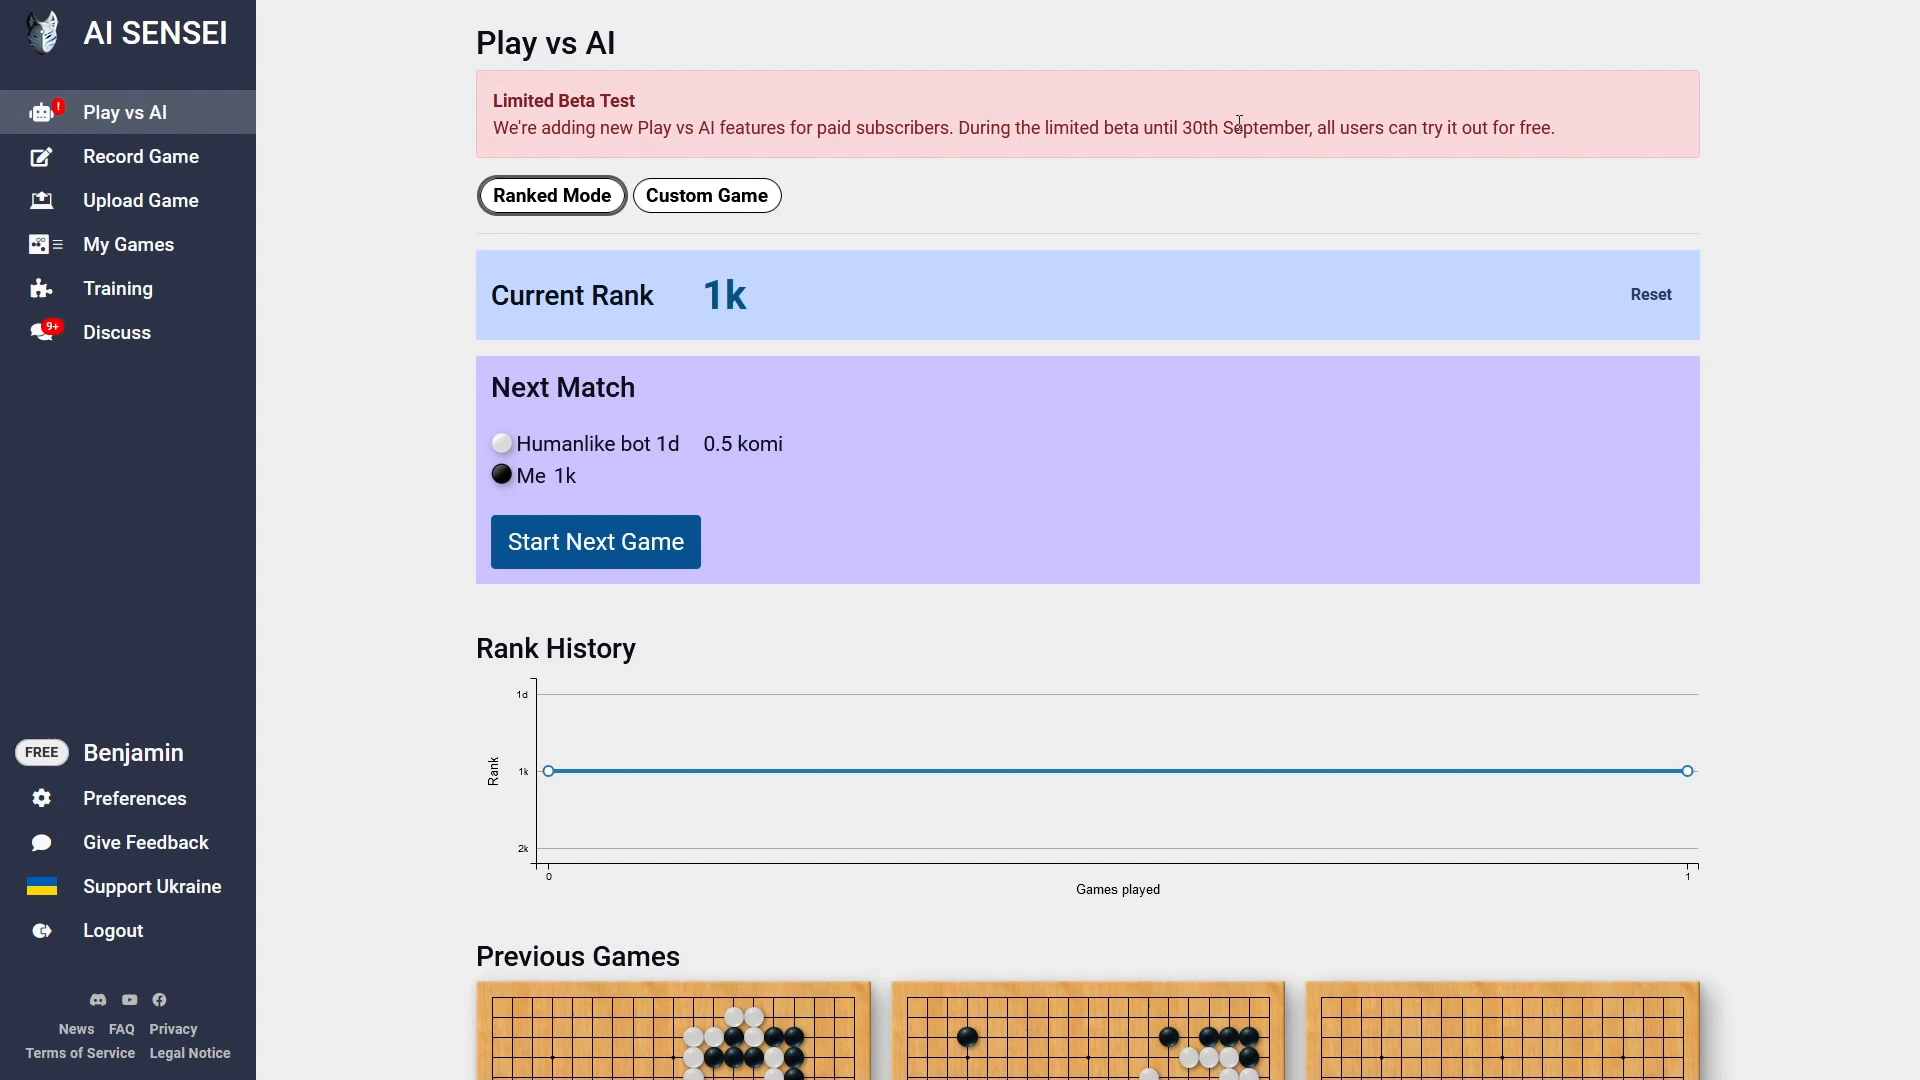 AI SENSEI
! Play vs AI
Record Game
Upload Game
My Games
Training
9+ Discuss
FREE Benjamin
Preferences
Give Feedback
Support Ukraine
Logout
News FAQ Privacy
Terms of Service Legal Notice
Play vs AI
Limited Beta Test
We're adding new Play vs AI features for paid subscribers. During the limited beta until 30th September, all users can try it out for free.
Ranked Mode Custom Game
Current Rank 1k Reset
Next Match
Humanlike bot 1d 0.5 komi
Me 1k
Start Next Game
Rank History
1d
Rank
1k
2k
0 1
Games played
Previous Games